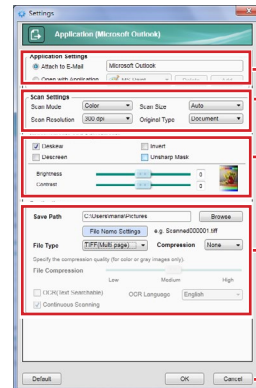 Settings
Application (Microsoft Outlook)
Application Settings
Attach to E-Mail Microsoft Outlook
Open with Application Delete Add
Scan Settings
Scan Mode Color Scan Size Auto
Scan Resolution 300 dpi Original Type Document
Deskew Invert
Descreen Unsharp Mask
Brightness 0
Contrast 0
Save Path C:\Users\mana\Pictures Browse
File Name Settings e.g. Scanned000001.tiff
File Type TIFF(Multi page) Compression None
Specify the compression quality (for color or gray images only).
File Compression
Low Medium High
OCR(Text Searchable) OCR Language English
Continuous Scanning
Default OK Cancel